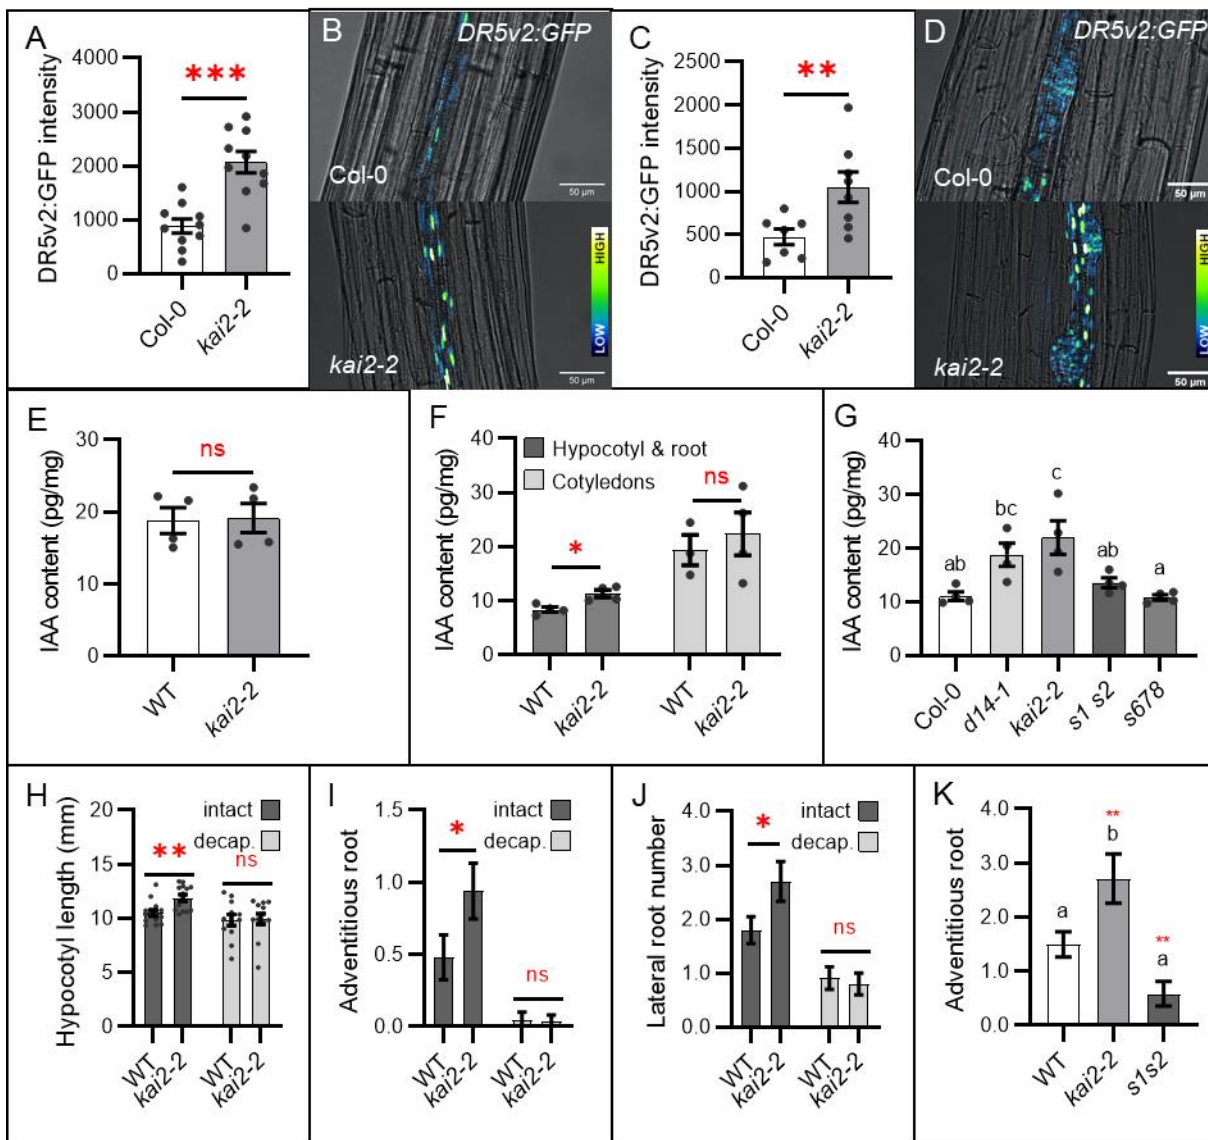 A
DR5v2:GFP intensity
4000
3000
2000
1000
0
***
Col-0
kai2-2
B
DR5v2:GFP
Col-0
50 µm
HIGH
LOW
kai2-2
50 µm
C
DR5v2:GFP intensity
2500
2000
1500
1000
500
0
**
Col-0
kai2-2
D
DR5v2:GFP
Col-0
50 µm
HIGH
LOW
kai2-2
50 µm
E
IAA content (pg/mg)
30
20
10
0
ns
WT
kai2-2
F
IAA content (pg/mg)
40
30
20
10
0
Hypocotyl & root
Cotyledons
*
ns
WT
kai2-2
WT
kai2-2
G
IAA content (pg/mg)
40
30
20
10
0
ab
bc
c
ab
a
Col-0
d14-1
kai2-2
s1 s2
s678
H
Hypocotyl length (mm)
20
15
10
5
0
intact
decap.
**
ns
WT
kai2-2
WT
kai2-2
I
Adventitious root
1.5
1.0
0.5
0.0
intact
decap.
*
ns
WT
kai2-2
WT
kai2-2
J
Lateral root number
4.0
3.0
2.0
1.0
0.0
intact
decap.
*
ns
WT
kai2-2
WT
kai2-2
K
Adventitious root
4.0
3.0
2.0
1.0
0.0
a
**
b
**
a
WT
kai2-2
s1s2